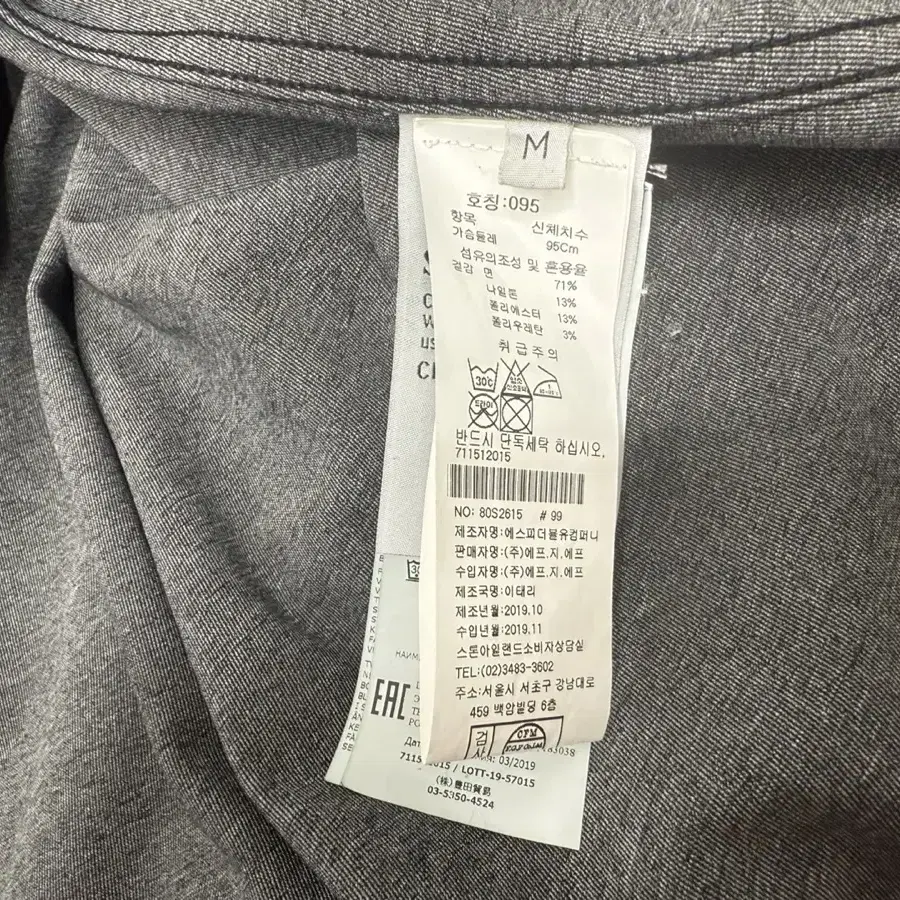 M
호칭:095
항목 신체치수
가슴둘레 95Cm
섬유의조성 및 혼용율
겉감 면 71%
나일론 13%
폴리에스터 13%
폴리우레탄 3%
취급주의
30℃
염소
드라이
반드시 단독세탁 하십시오.
711512015
NO: 80S2615 # 99
제조자명:에스피더블유컴퍼니
판매자명:(주)에프.지.에프
수입자명:(주)에프.지.에프
제조국명:이태리
제조년월:2019.10
수입년월:2019.11
스톤아일랜드소비자상담실
TEL:(02)3483-3602
주소:서울시 서초구 강남대로
459 백암빌딩 6층
검사
EAC
03/2019
/ LOTT-19-57015
(株)豊田貿易
03-5350-4524